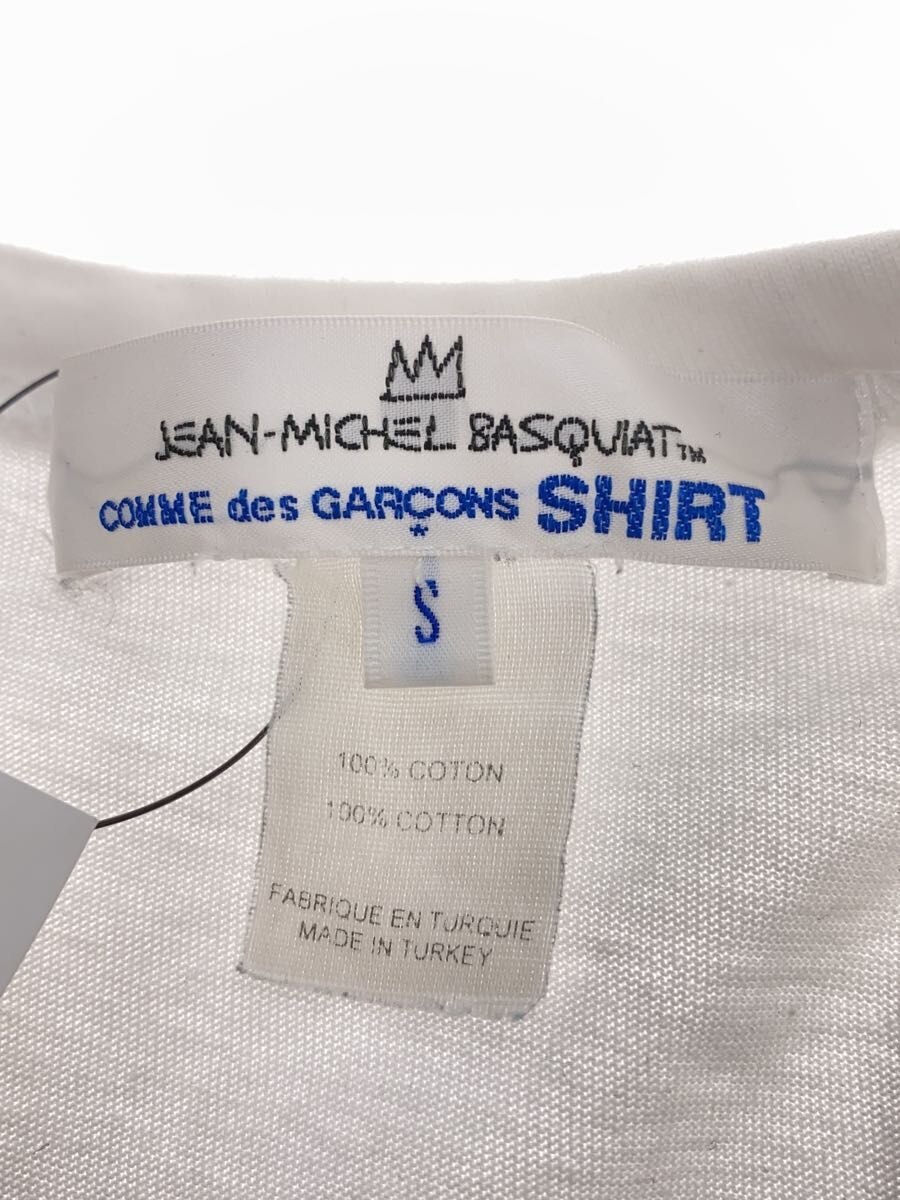 JEAN-MICHEL BASQUIAT™
COMME des GARÇONS SHIRT
S
100% COTON
100% COTTON
FABRIQUE EN TURQUIE
MADE IN TURKEY